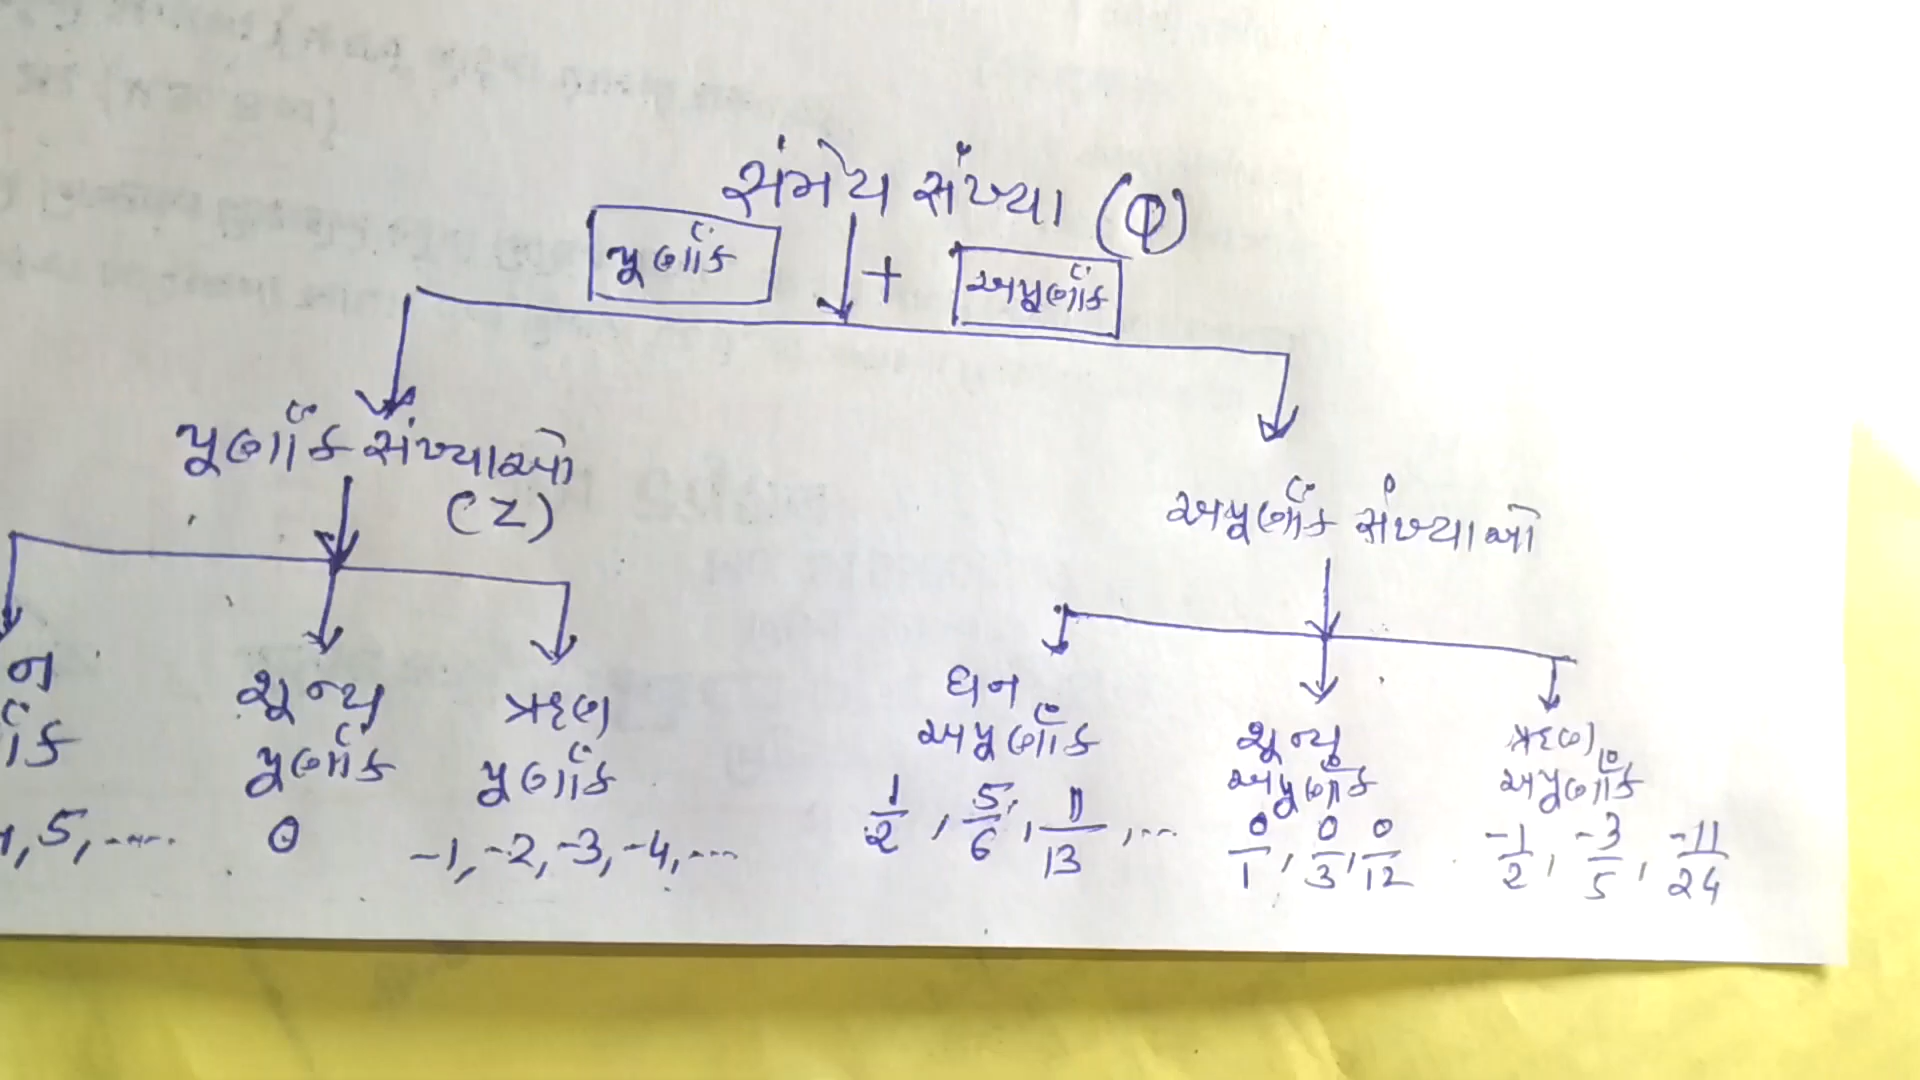 સંમેય સંખ્યા (Q)
પૂર્ણાંક + અપૂર્ણાંક
પૂર્ણાંક સંખ્યાઓ
(Z)
અપૂર્ણાંક સંખ્યાઓ
ન
ર્ણાંક
, 5, ....
શૂન્ય
પૂર્ણાંક
0
ઋણ
પૂર્ણાંક
-1, -2, -3, -4, ...
ધન
અપૂર્ણાંક
1/2, 5/6, 11/13, ...
શૂન્ય
અપૂર્ણાંક
0/1, 0/3, 0/12
ઋણ
અપૂર્ણાંક
-1/2, -3/5, -11/24